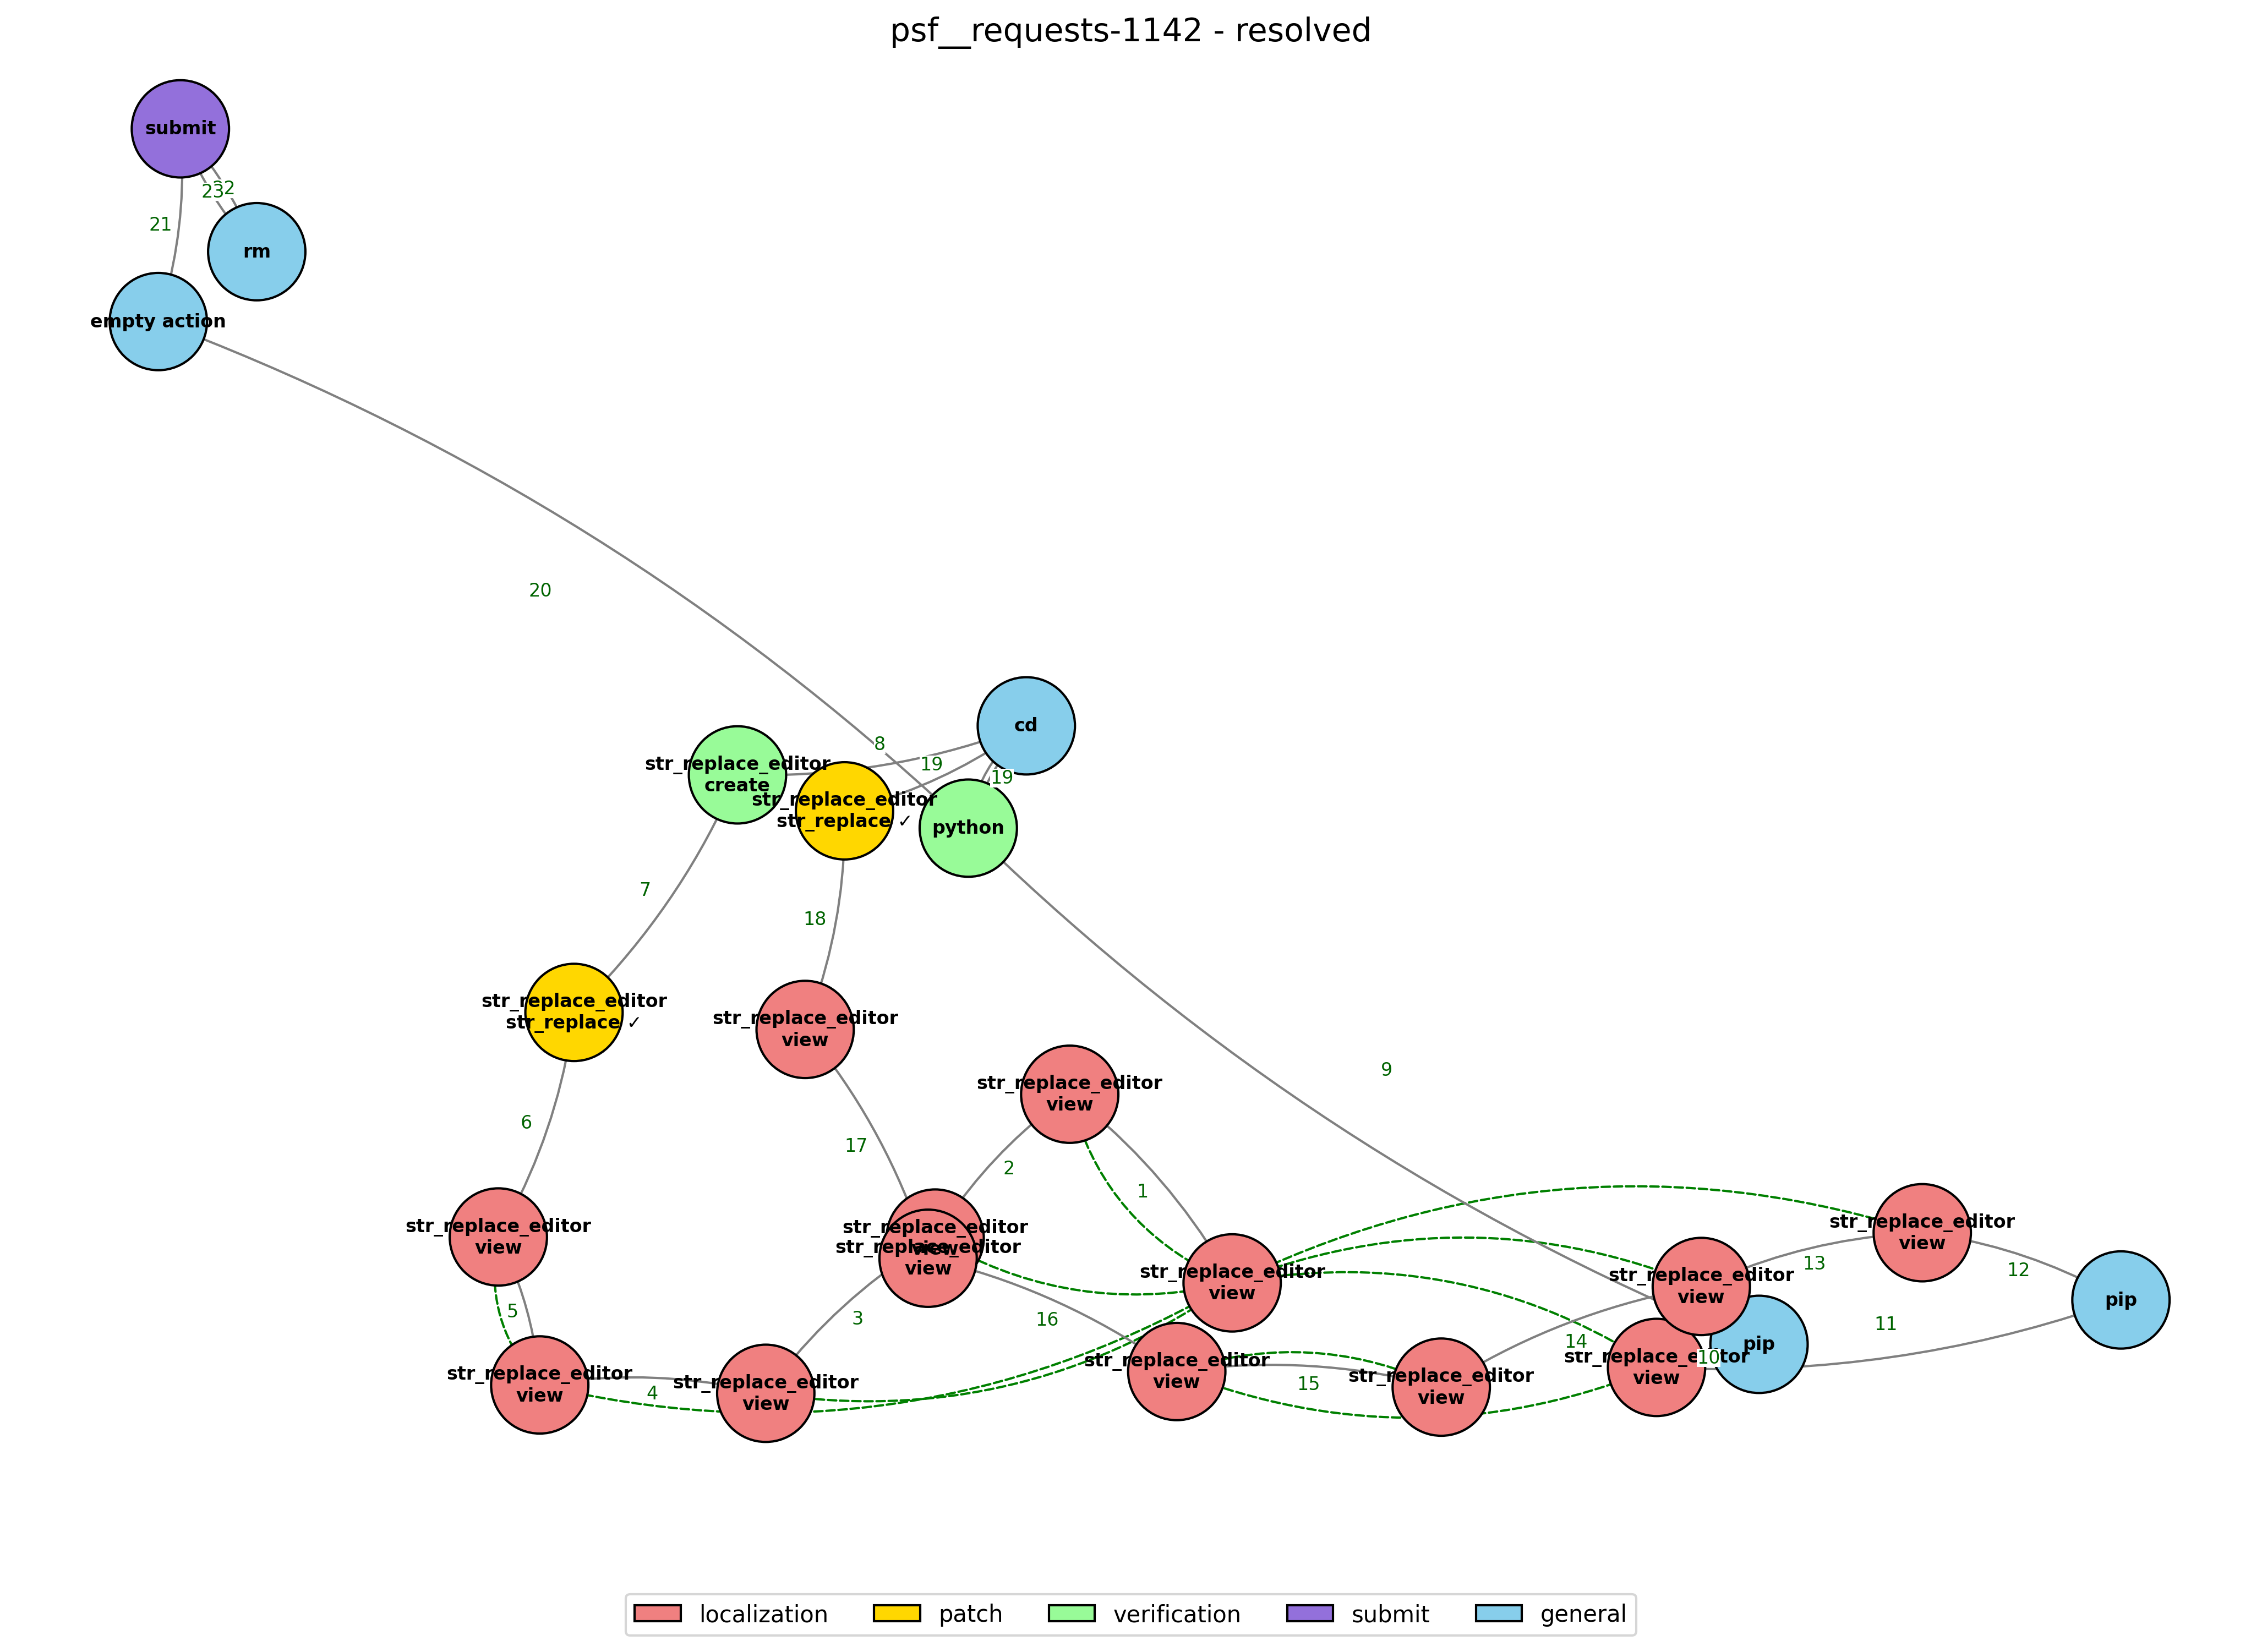 psf__requests-1142 - resolved
submit
23
rm
21
empty action
20
cd
8
19
19
str_replace_editor
create
str_replace_editor
str_replace ✓
python
7
18
str_replace_editor
str_replace ✓
str_replace_editor
view
9
str_replace_editor
view
6
17
2
1
str_replace_editor
view
str_replace_editor
str_replace_editor
view
str_replace_editor
view
str_replace_editor
view
13
12
str_replace_editor
view
pip
5
3
16
14
11
pip
10
str_replace_editor
view
4
str_replace_editor
view
str_replace_editor
view
15
str_replace_editor
view
view
localization
patch
verification
submit
general